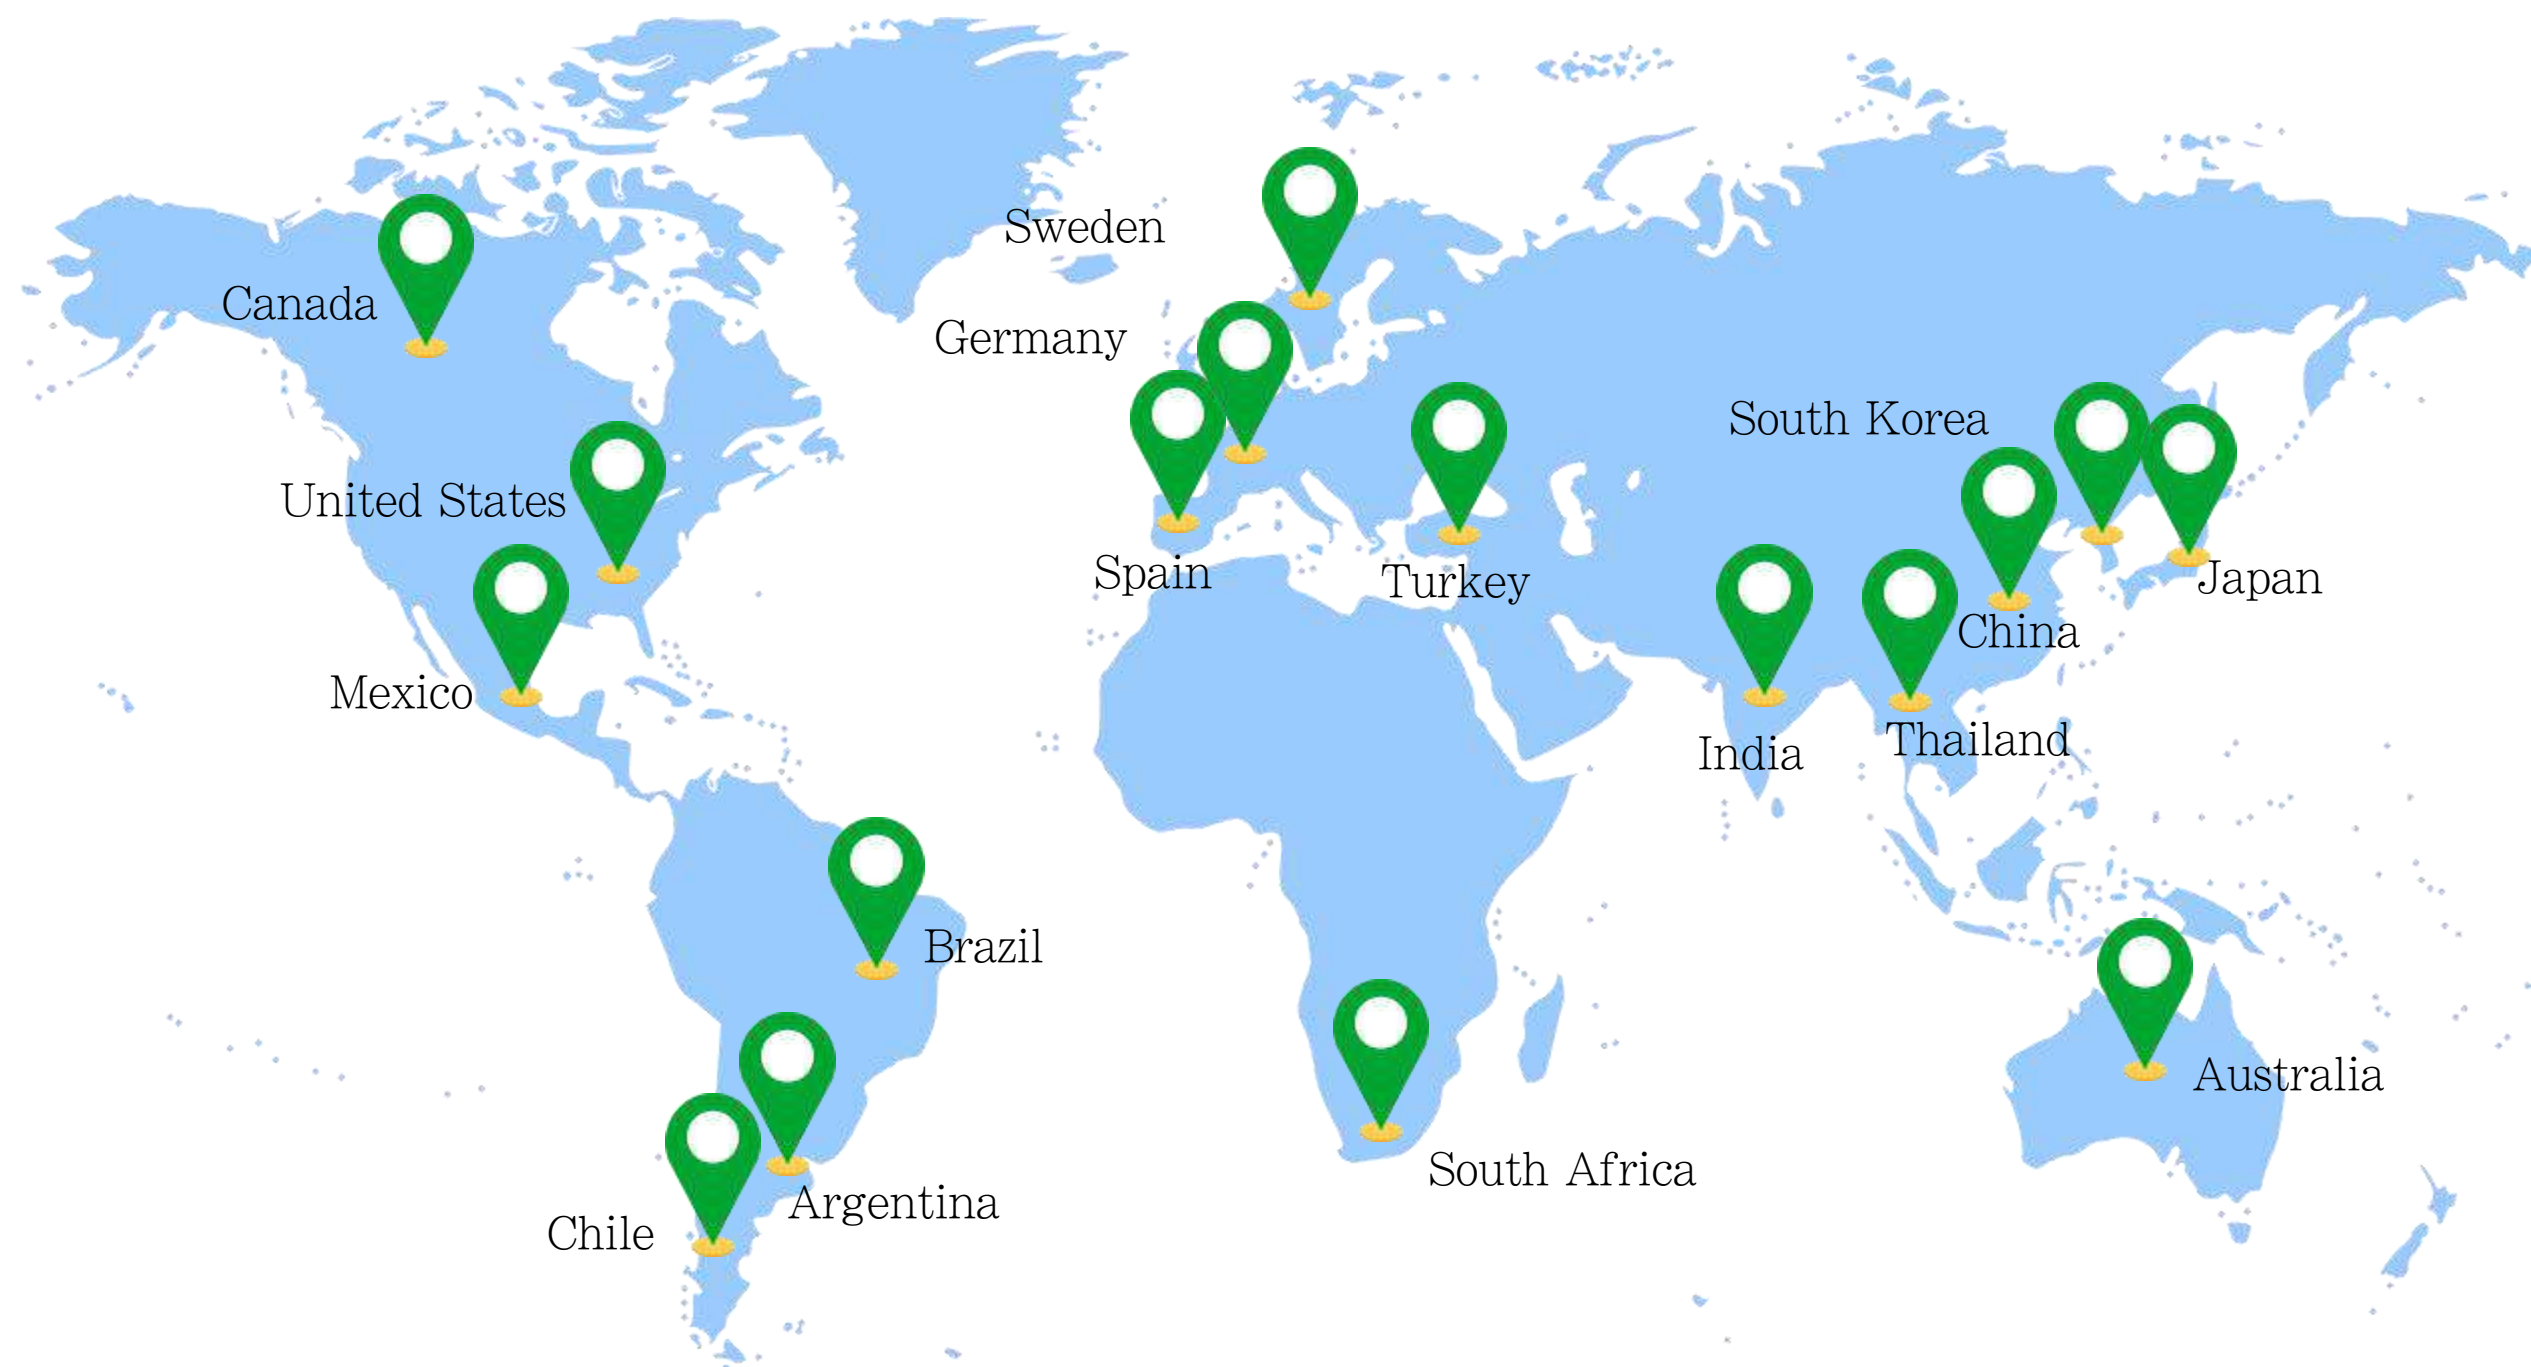 Sweden
Canada
Germany
South Korea
United States
Spain
Turkey
Japan
China
Mexico
Thailand
India
Brazil
Australia
South Africa
Argentina
Chile